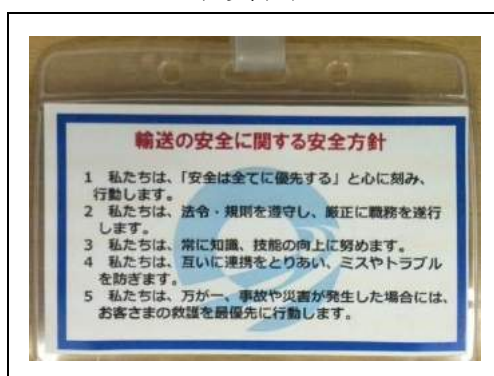 輸送の安全に関する安全方針
1 私たちは、「安全は全てに優先する」と心に刻み、
行動します。
2 私たちは、法令・規則を遵守し、厳正に職務を遂行
します。
3 私たちは、常に知識、技能の向上に努めます。
4 私たちは、互いに連携をとりあい、ミスやトラブル
を防ぎます。
5 私たちは、万が一、事故や災害が発生した場合には、
お客さまの救護を最優先に行動します。